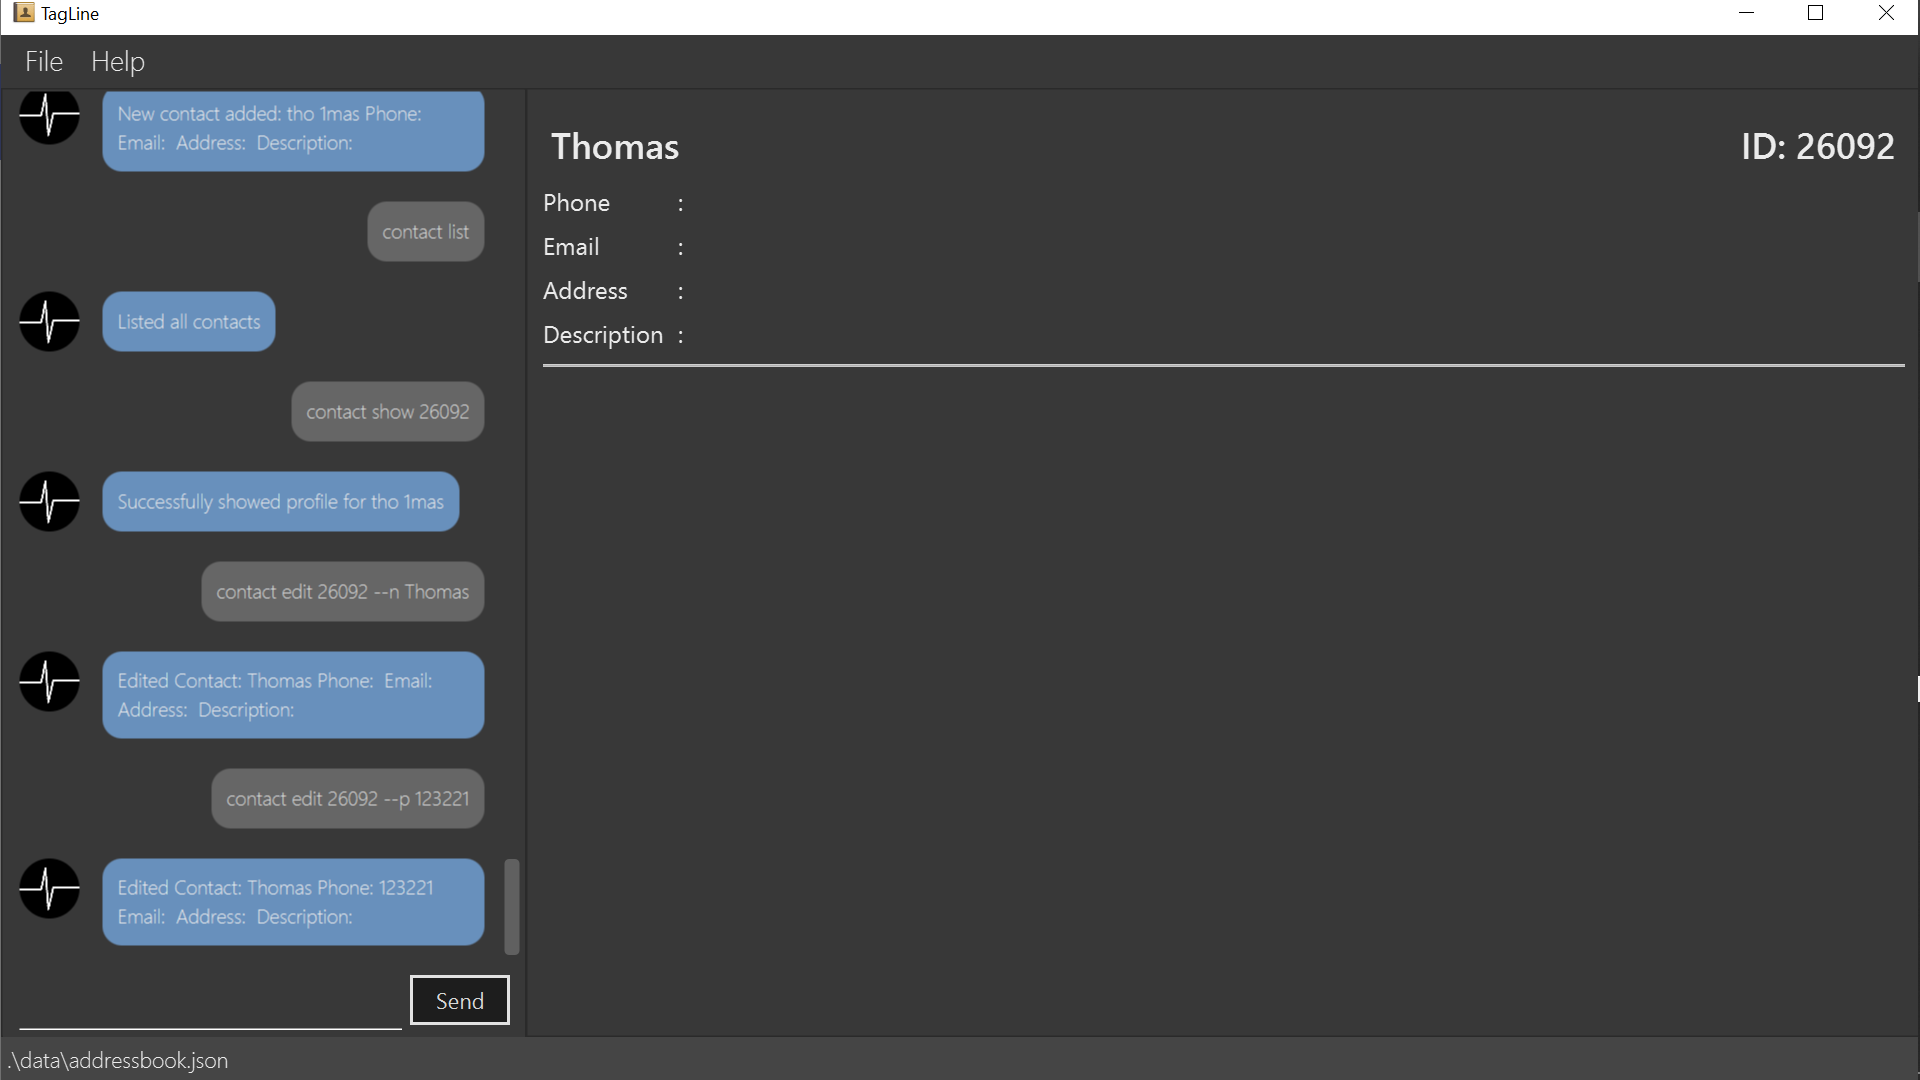 TagLine
File Help
New contact added: tho 1mas Phone:
Email: Address: Description:
contact list
Listed all contacts
contact show 26092
Successfully showed profile for tho 1mas
contact edit 26092 --n Thomas
Edited Contact: Thomas Phone: Email:
Address: Description:
contact edit 26092 --p 123221
Edited Contact: Thomas Phone: 123221
Email: Address: Description:
Send
Thomas ID: 26092
Phone :
Email :
Address :
Description :
.\data\addressbook.json